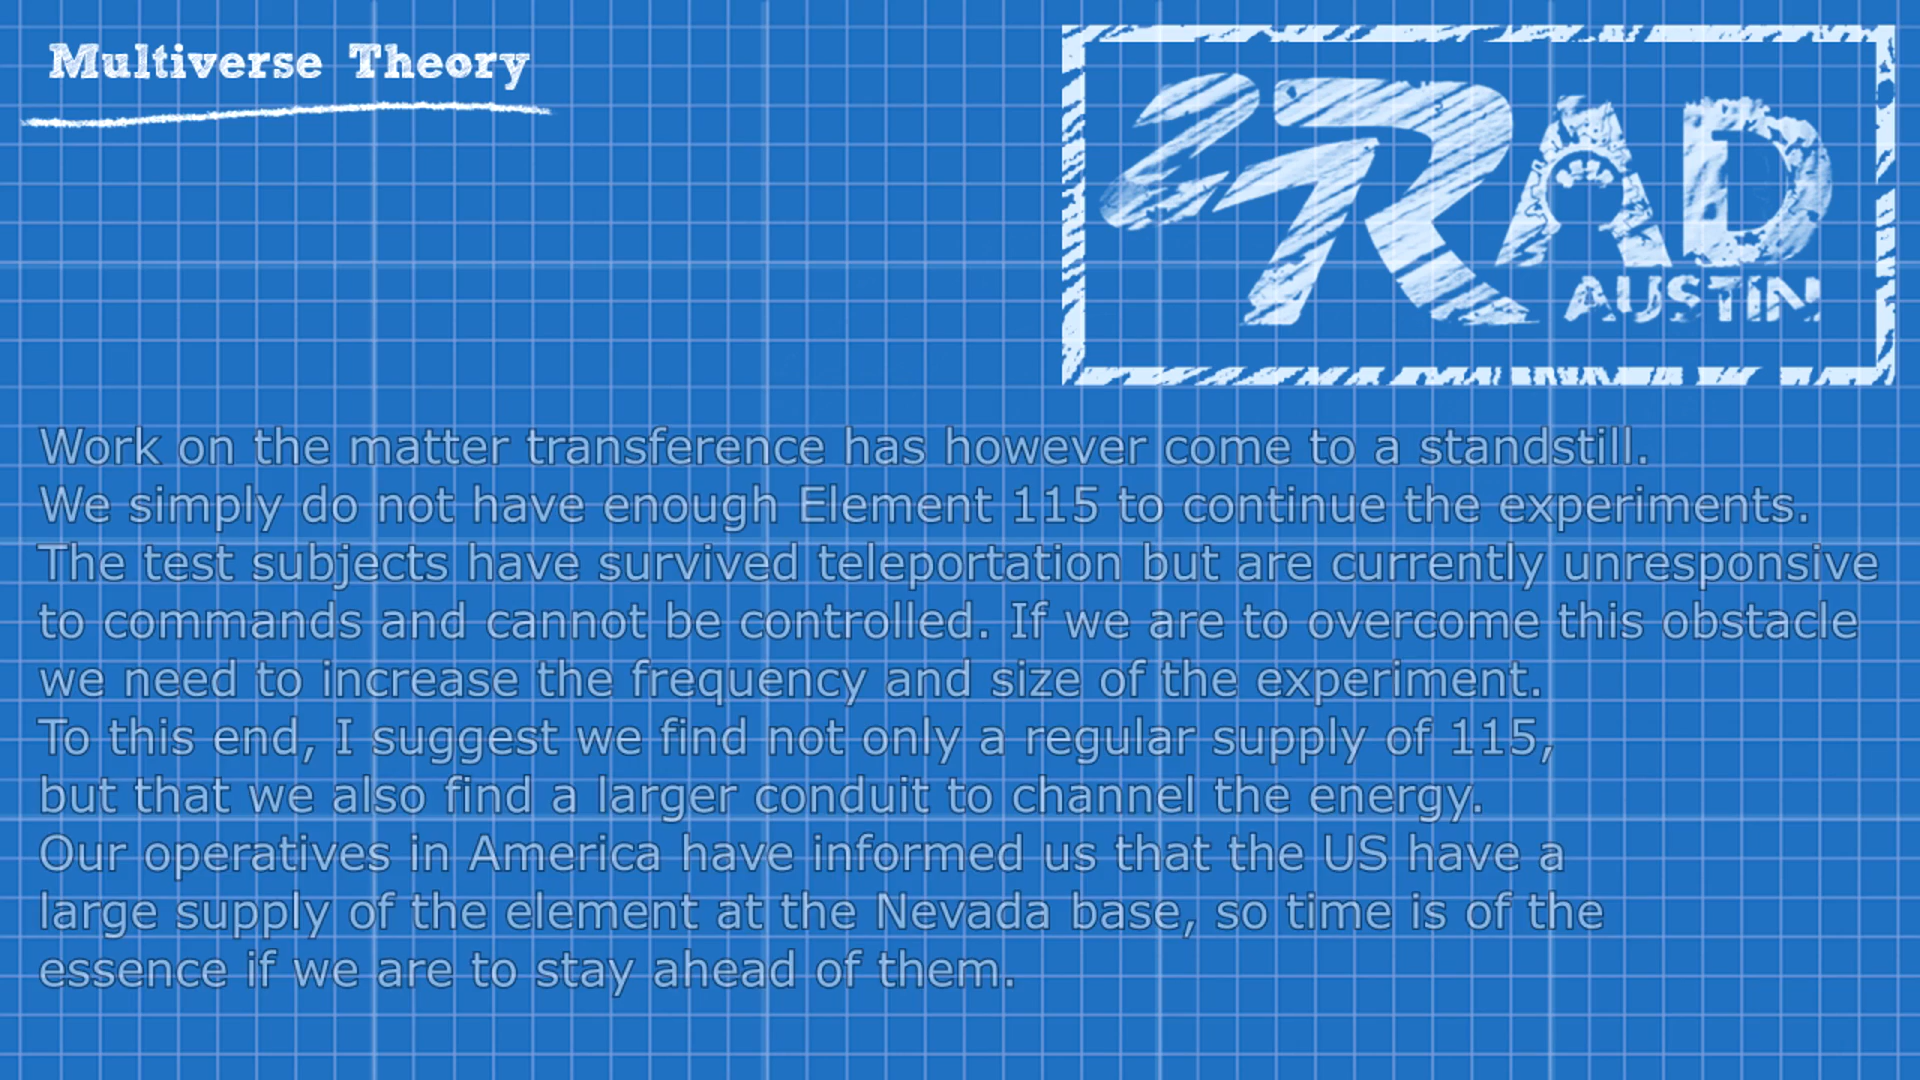 Multiverse Theory
RAD
AUSTIN
Work on the matter transference has however come to a standstill.
We simply do not have enough Element 115 to continue the experiments.
The test subjects have survived teleportation but are currently unresponsive
to commands and cannot be controlled. If we are to overcome this obstacle
we need to increase the frequency and size of the experiment.
To this end, I suggest we find not only a regular supply of 115,
but that we also find a larger conduit to channel the energy.
Our operatives in America have informed us that the US have a
large supply of the element at the Nevada base, so time is of the
essence if we are to stay ahead of them.